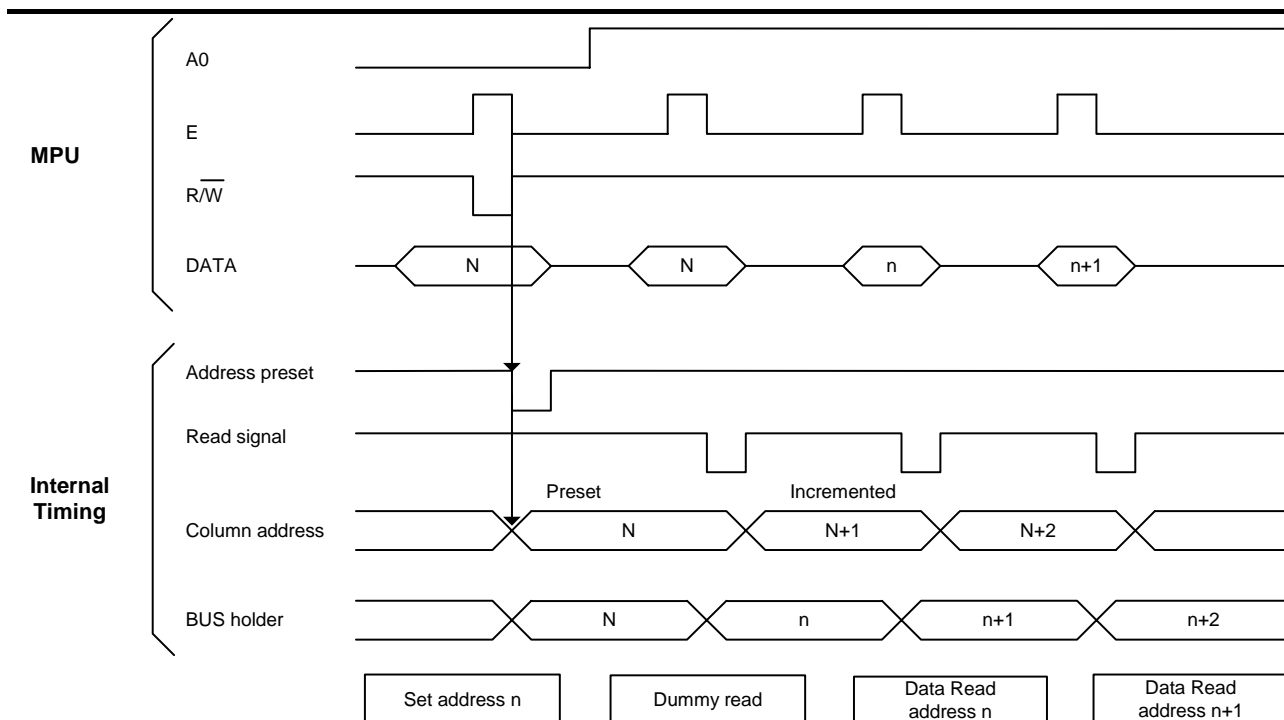 A0
E
MPU
R/W̅
DATA
N
N
n
n+1
Address preset
Read signal
Internal
Timing
Preset
Incremented
Column address
N
N+1
N+2
BUS holder
N
n
n+1
n+2
Set address n
Dummy read
Data Read
address n
Data Read
address n+1